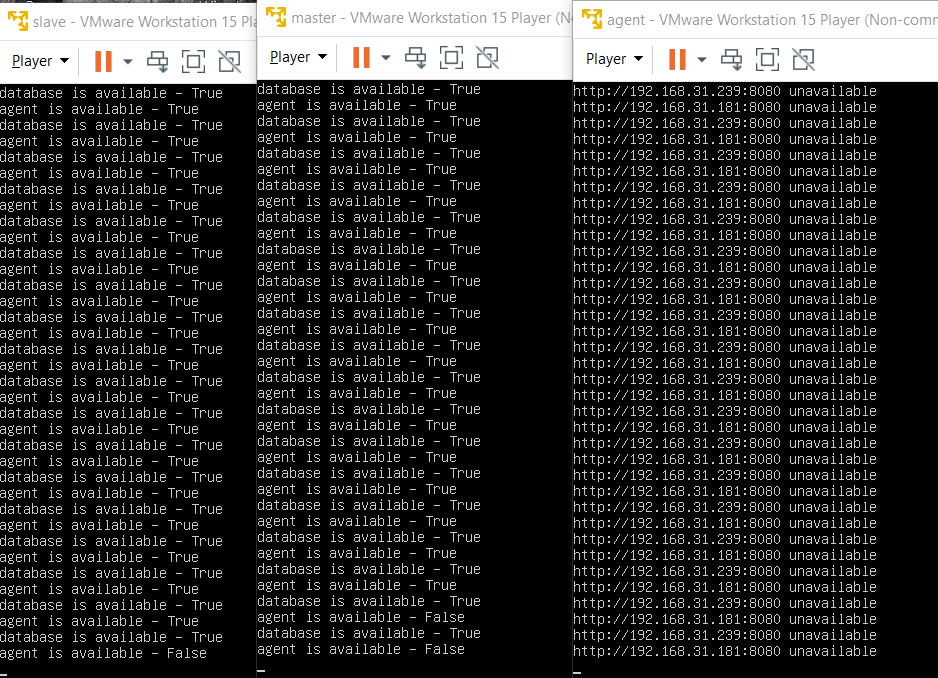 slave - VMware Workstation 15 Pla
Player
database is available - True
agent is available - True
database is available - True
agent is available - True
database is available - True
agent is available - True
database is available - True
agent is available - True
database is available - True
agent is available - True
database is available - True
agent is available - True
database is available - True
agent is available - True
database is available - True
agent is available - True
database is available - True
agent is available - True
database is available - True
agent is available - True
database is available - True
agent is available - True
database is available - True
agent is available - True
database is available - True
agent is available - True
database is available - True
agent is available - True
database is available - True
agent is available - True
database is available - True
agent is available - True
database is available - True
agent is available - True
database is available - True
agent is available - False
master - VMware Workstation 15 Player (No
Player
database is available - True
agent is available - True
database is available - True
agent is available - True
database is available - True
agent is available - True
database is available - True
agent is available - True
database is available - True
agent is available - True
database is available - True
agent is available - True
database is available - True
agent is available - True
database is available - True
agent is available - True
database is available - True
agent is available - True
database is available - True
agent is available - True
database is available - True
agent is available - True
database is available - True
agent is available - True
database is available - True
agent is available - True
database is available - True
agent is available - True
database is available - True
agent is available - True
database is available - True
agent is available - True
database is available - True
agent is available - False
database is available - True
agent is available - False
agent - VMware Workstation 15 Player (Non-comm
Player
http://192.168.31.239:8080 unavailable
http://192.168.31.181:8080 unavailable
http://192.168.31.239:8080 unavailable
http://192.168.31.181:8080 unavailable
http://192.168.31.239:8080 unavailable
http://192.168.31.181:8080 unavailable
http://192.168.31.239:8080 unavailable
http://192.168.31.181:8080 unavailable
http://192.168.31.239:8080 unavailable
http://192.168.31.181:8080 unavailable
http://192.168.31.239:8080 unavailable
http://192.168.31.181:8080 unavailable
http://192.168.31.239:8080 unavailable
http://192.168.31.181:8080 unavailable
http://192.168.31.239:8080 unavailable
http://192.168.31.181:8080 unavailable
http://192.168.31.239:8080 unavailable
http://192.168.31.181:8080 unavailable
http://192.168.31.239:8080 unavailable
http://192.168.31.181:8080 unavailable
http://192.168.31.239:8080 unavailable
http://192.168.31.181:8080 unavailable
http://192.168.31.239:8080 unavailable
http://192.168.31.181:8080 unavailable
http://192.168.31.239:8080 unavailable
http://192.168.31.181:8080 unavailable
http://192.168.31.239:8080 unavailable
http://192.168.31.181:8080 unavailable
http://192.168.31.239:8080 unavailable
http://192.168.31.181:8080 unavailable
http://192.168.31.239:8080 unavailable
http://192.168.31.181:8080 unavailable
http://192.168.31.239:8080 unavailable
http://192.168.31.181:8080 unavailable
http://192.168.31.239:8080 unavailable
http://192.168.31.181:8080 unavailable